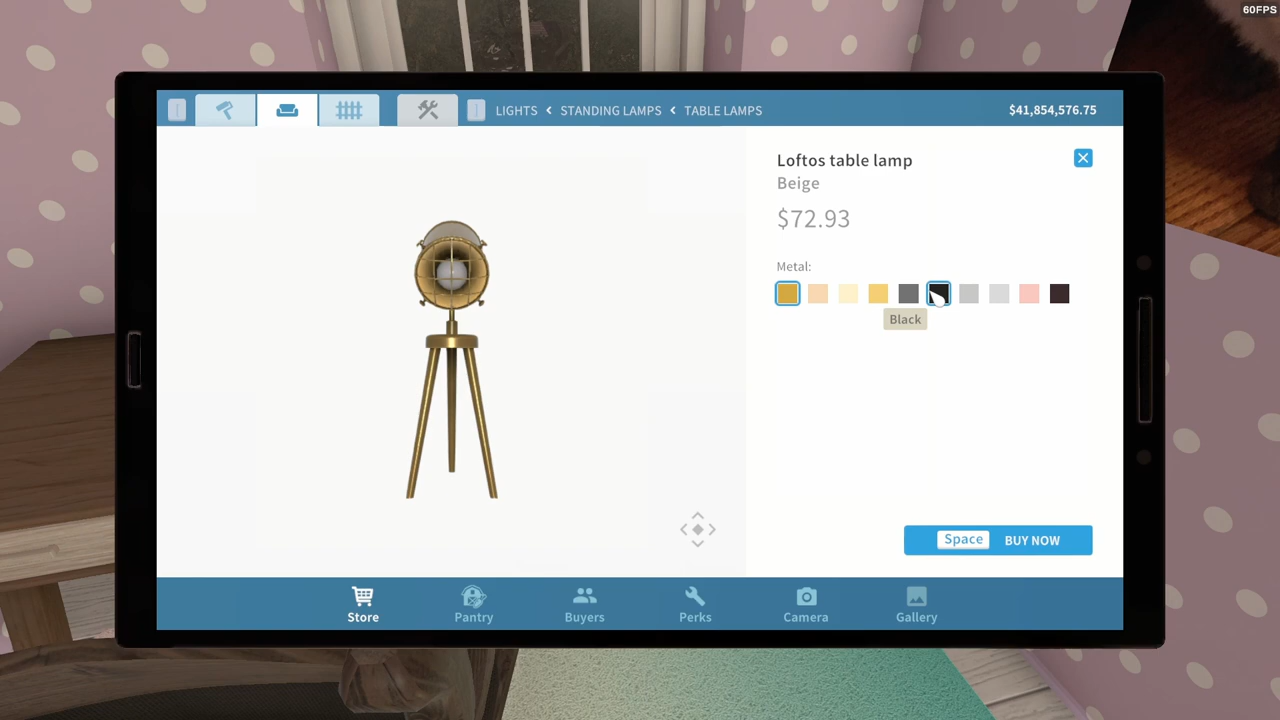 60FPS
LIGHTS < STANDING LAMPS < TABLE LAMPS
$41,854,576.75
Loftos table lamp
Beige
$72.93
Metal:
Black
Space BUY NOW
Store Pantry Buyers Perks Camera Gallery